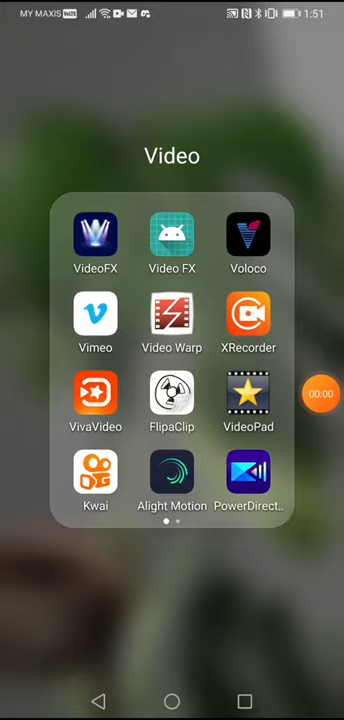 MY MAXIS VoLTE 1:51
Video
VideoFX Video FX Voloco
Vimeo Video Warp XRecorder
00:00
VivaVideo FlipaClip VideoPad
Kwai Alight Motion PowerDirect..